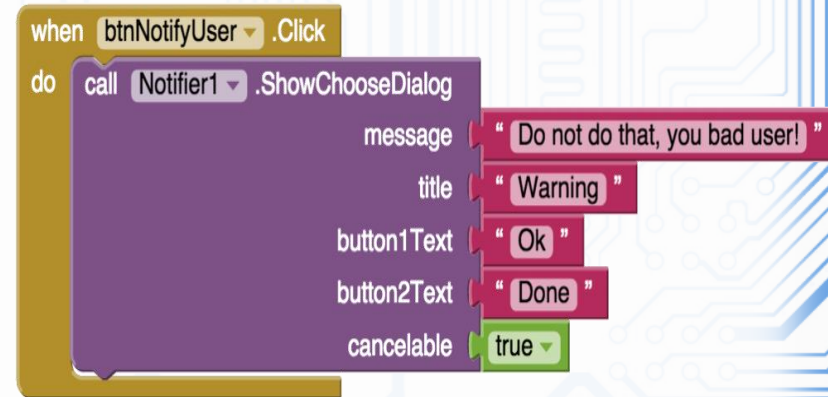 when btnNotifyUser .Click
do call Notifier1 .ShowChooseDialog
message " Do not do that, you bad user! "
title " Warning "
button1Text " Ok "
button2Text " Done "
cancelable true